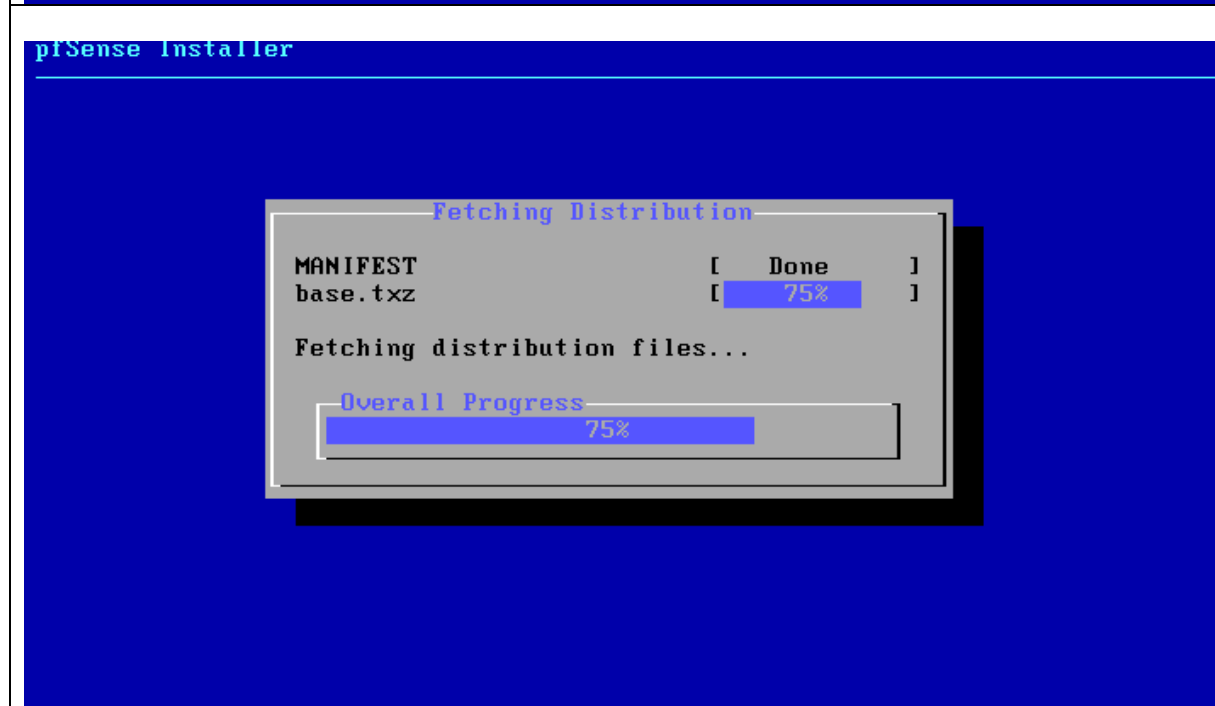 pfSense Installer
Fetching Distribution
MANIFEST [ Done ]
base.txz [ 75% ]
Fetching distribution files...
Overall Progress
75%